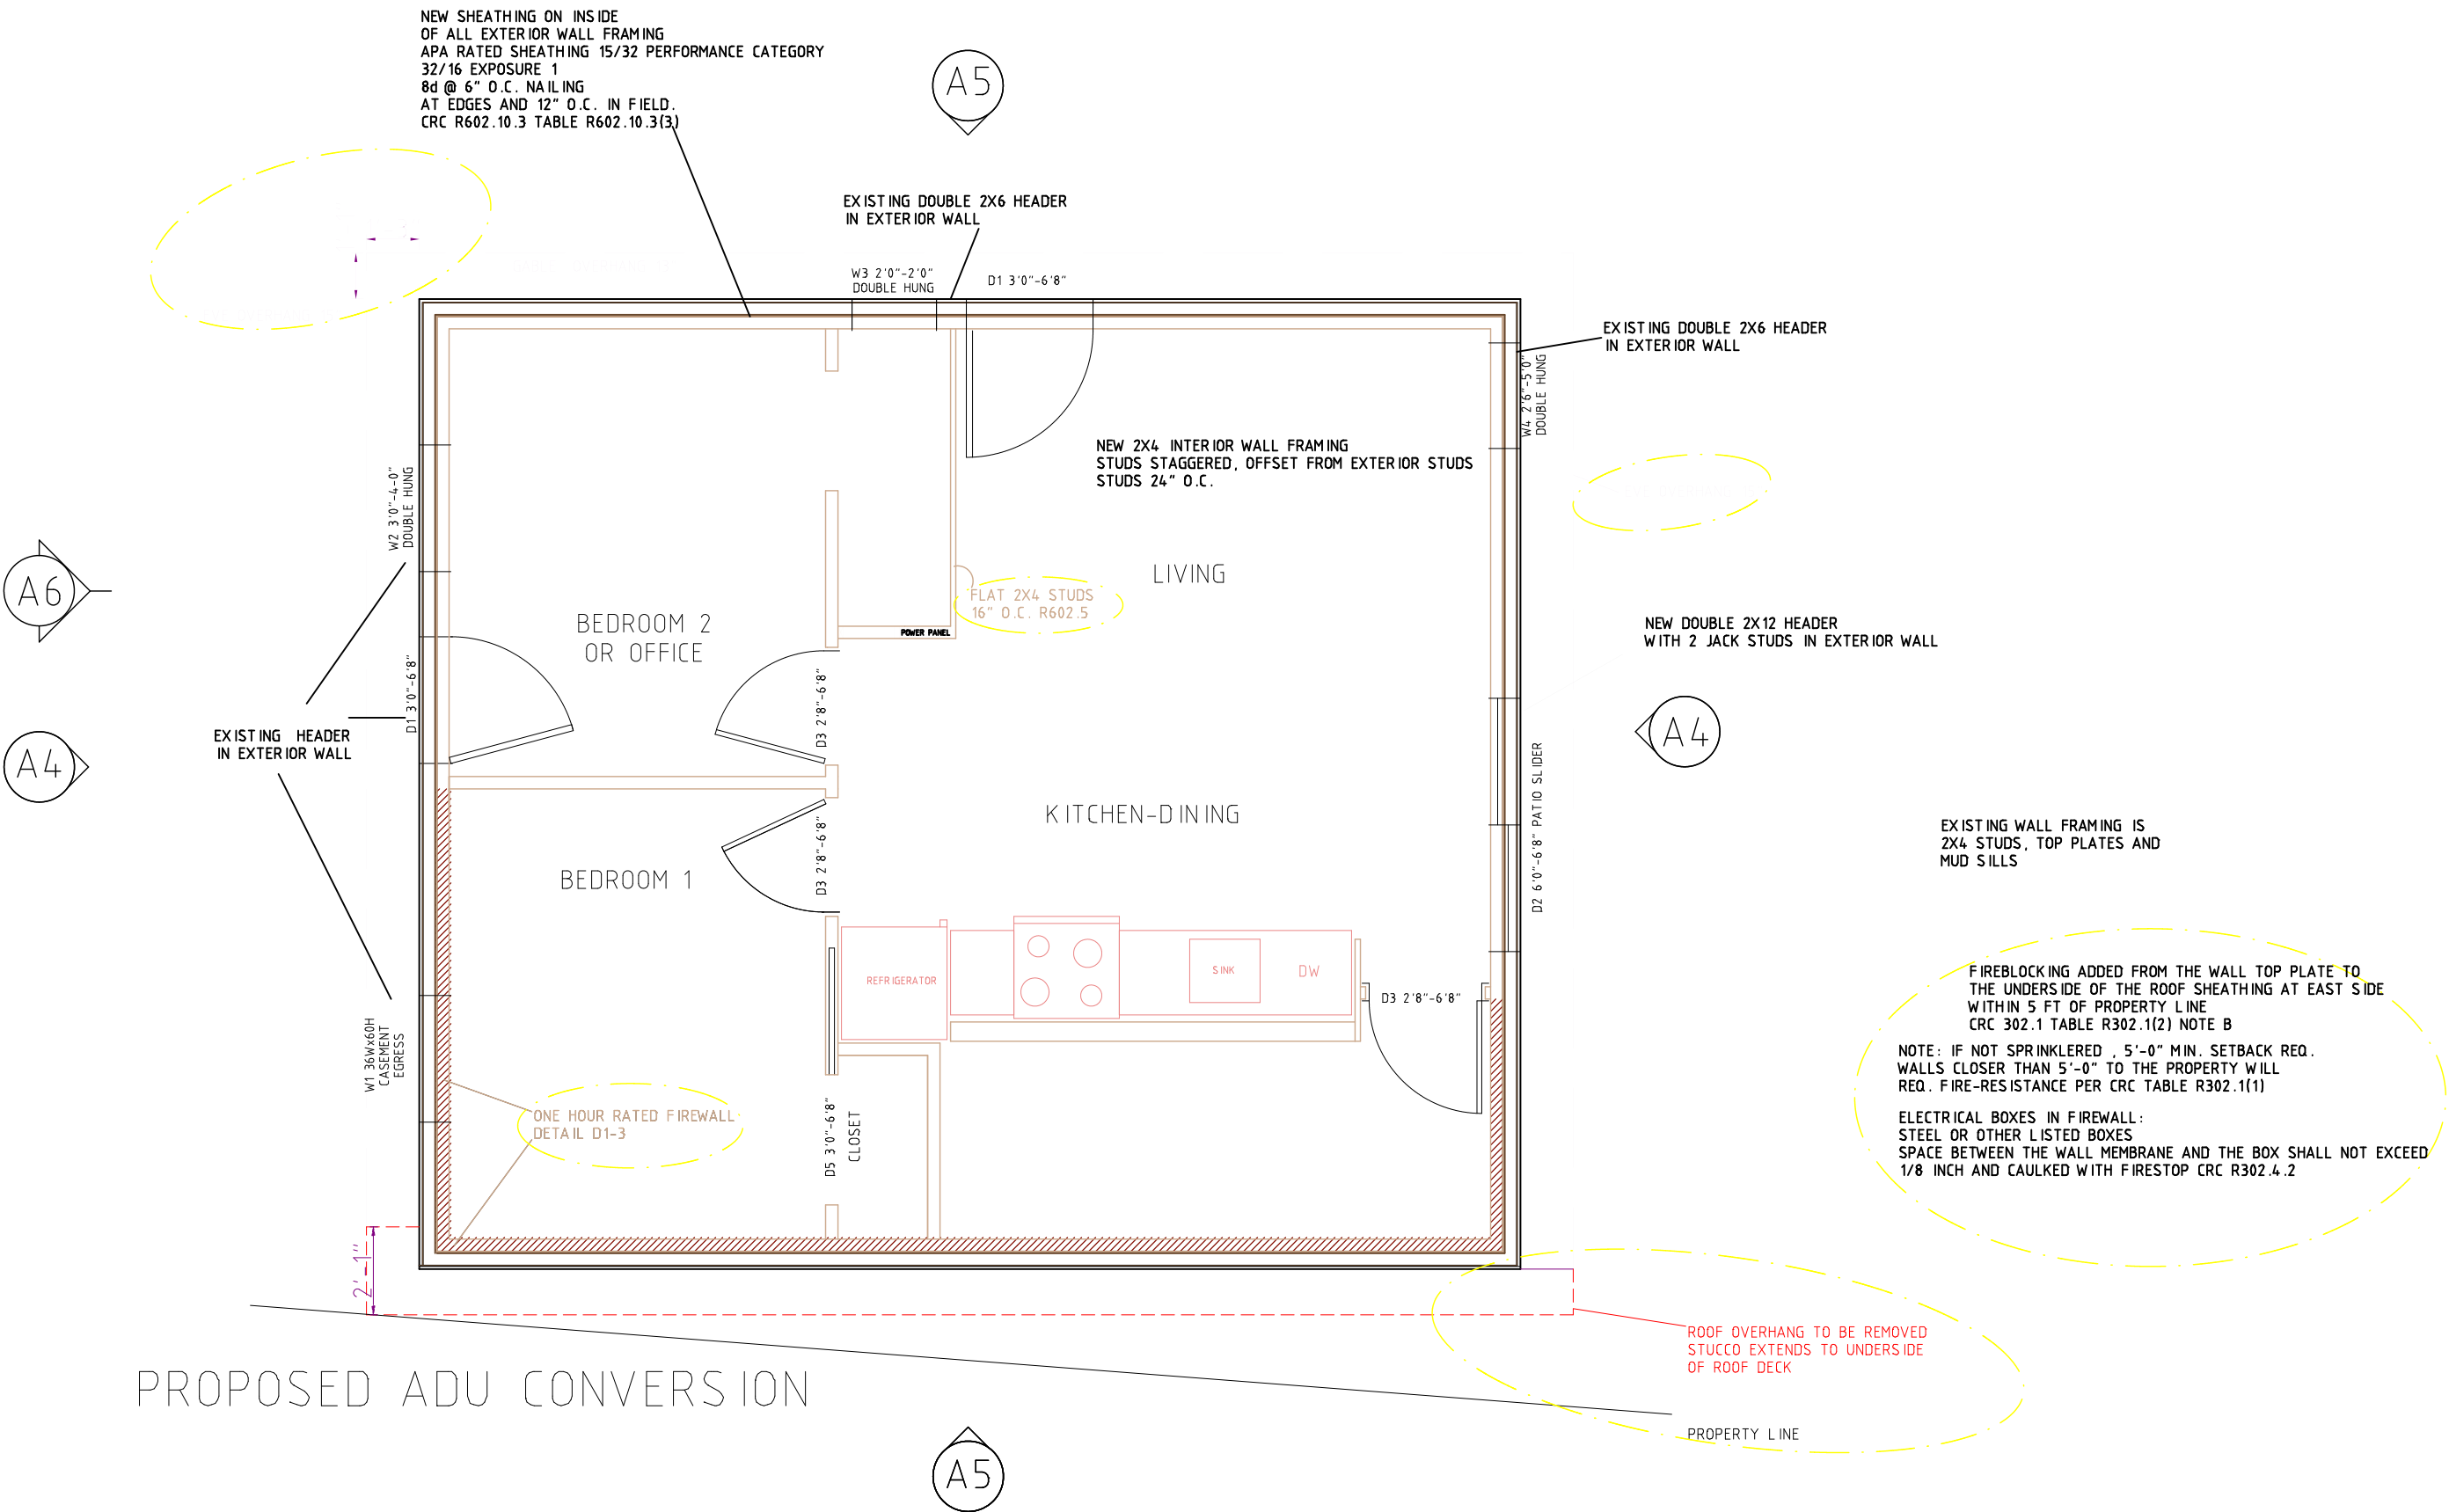 NEW SHEATHING ON INSIDE
OF ALL EXTERIOR WALL FRAMING
APA RATED SHEATHING 15/32 PERFORMANCE CATEGORY
32/16 EXPOSURE 1
8d @ 6" O.C. NAILING
AT EDGES AND 12" O.C. IN FIELD.
CRC R602.10.3 TABLE R602.10.3(3)
A5
EXISTING DOUBLE 2X6 HEADER
IN EXTERIOR WALL
W3 2'0"-2'0"
DOUBLE HUNG
D1 3'0"-6'8"
EXISTING DOUBLE 2X6 HEADER
IN EXTERIOR WALL
W4 2'6"-5'0"
DOUBLE HUNG
NEW 2X4 INTERIOR WALL FRAMING
STUDS STAGGERED, OFFSET FROM EXTERIOR STUDS
STUDS 24" O.C.
W2 3'0"-4-0"
DOUBLE HUNG
A6
LIVING
FLAT 2X4 STUDS
16" O.C. R602.5
POWER PANEL
BEDROOM 2
OR OFFICE
NEW DOUBLE 2X12 HEADER
WITH 2 JACK STUDS IN EXTERIOR WALL
D1 3'0"-6'8"
D3 2'8"-6'8"
EXISTING HEADER
IN EXTERIOR WALL
A4
A4
D2 6'0"-6'8" PATIO SLIDER
KITCHEN-DINING
D3 2'8"-6'8"
BEDROOM 1
EXISTING WALL FRAMING IS
2X4 STUDS, TOP PLATES AND
MUD SILLS
REFRIGERATOR
SINK
DW
D3 2'8"-6'8"
W1 36Wx60H
CASEMENT
EGRESS
FIREBLOCKING ADDED FROM THE WALL TOP PLATE TO
THE UNDERSIDE OF THE ROOF SHEATHING AT EAST SIDE
WITHIN 5 FT OF PROPERTY LINE
CRC 302.1 TABLE R302.1(2) NOTE B
NOTE: IF NOT SPRINKLERED , 5'-0" MIN. SETBACK REQ.
WALLS CLOSER THAN 5'-0" TO THE PROPERTY WILL
REQ. FIRE-RESISTANCE PER CRC TABLE R302.1(1)
ELECTRICAL BOXES IN FIREWALL:
STEEL OR OTHER LISTED BOXES
SPACE BETWEEN THE WALL MEMBRANE AND THE BOX SHALL NOT EXCEED
1/8 INCH AND CAULKED WITH FIRESTOP CRC R302.4.2
ONE HOUR RATED FIREWALL
DETAIL D1-3
D5 3'0"-6'8"
CLOSET
2'-1"
ROOF OVERHANG TO BE REMOVED
STUCCO EXTENDS TO UNDERSIDE
OF ROOF DECK
PROPOSED ADU CONVERSION
PROPERTY LINE
A5